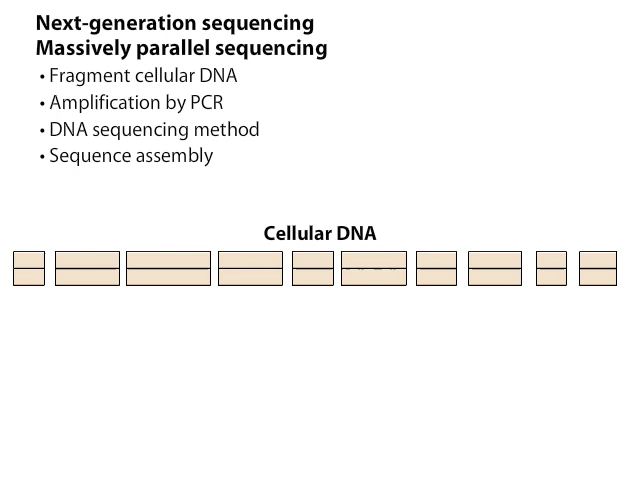 Next-generation sequencing
Massively parallel sequencing
• Fragment cellular DNA
• Amplification by PCR
• DNA sequencing method
• Sequence assembly
Cellular DNA